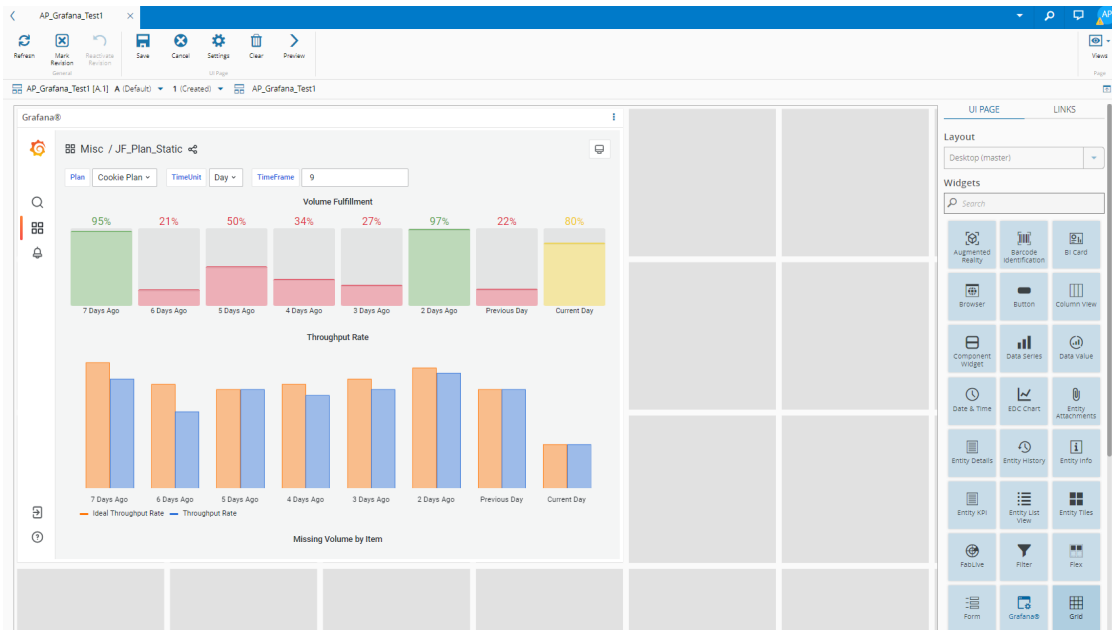 AP_Grafana_Test1
AP
Refresh
Mark Revision
Reactivate Revision
Save
Cancel
Settings
Clear
Preview
Views
General
UI Page
Page
AP_Grafana_Test1 [A.1] A (Default) 1 (Created) AP_Grafana_Test1
Grafana®
Misc / JF_Plan_Static
Plan Cookie Plan TimeUnit Day TimeFrame 9
Volume Fulfillment
95% 21% 50% 34% 27% 97% 22% 80%
7 Days Ago 6 Days Ago 5 Days Ago 4 Days Ago 3 Days Ago 2 Days Ago Previous Day Current Day
Throughput Rate
7 Days Ago 6 Days Ago 5 Days Ago 4 Days Ago 3 Days Ago 2 Days Ago Previous Day Current Day
Ideal Throughput Rate Throughput Rate
Missing Volume by Item
UI PAGE LINKS
Layout
Desktop (master)
Widgets
Search
Augmented Reality
Barcode Identification
BI Card
Browser
Button
Column View
Component Widget
Data Series
Data Value
Date & Time
EDC Chart
Entity Attachments
Entity Details
Entity History
Entity Info
Entity KPI
Entity List View
Entity Tiles
FabLive
Filter
Flex
Form
Grafana®
Grid